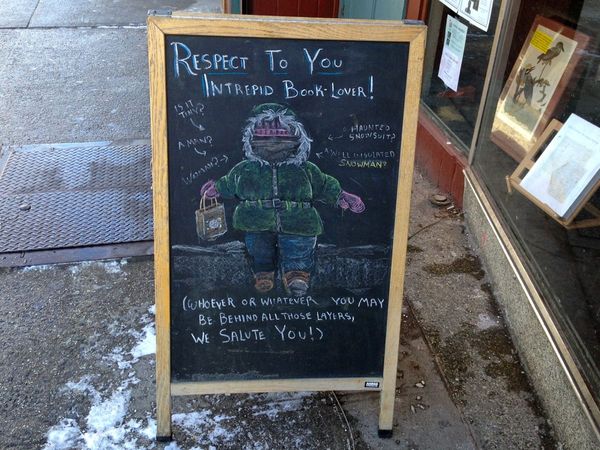 RESPECT TO YOU
INTREPID BOOK-LOVER!
IS IT
A MAN?
WOMAN?
A HAUNTED
SNOWSUIT?
A WELL INSULATED
SNOWMAN?
(WHOEVER OR WHATEVER YOU MAY
BE BEHIND ALL THOSE LAYERS,
WE SALUTE YOU!)